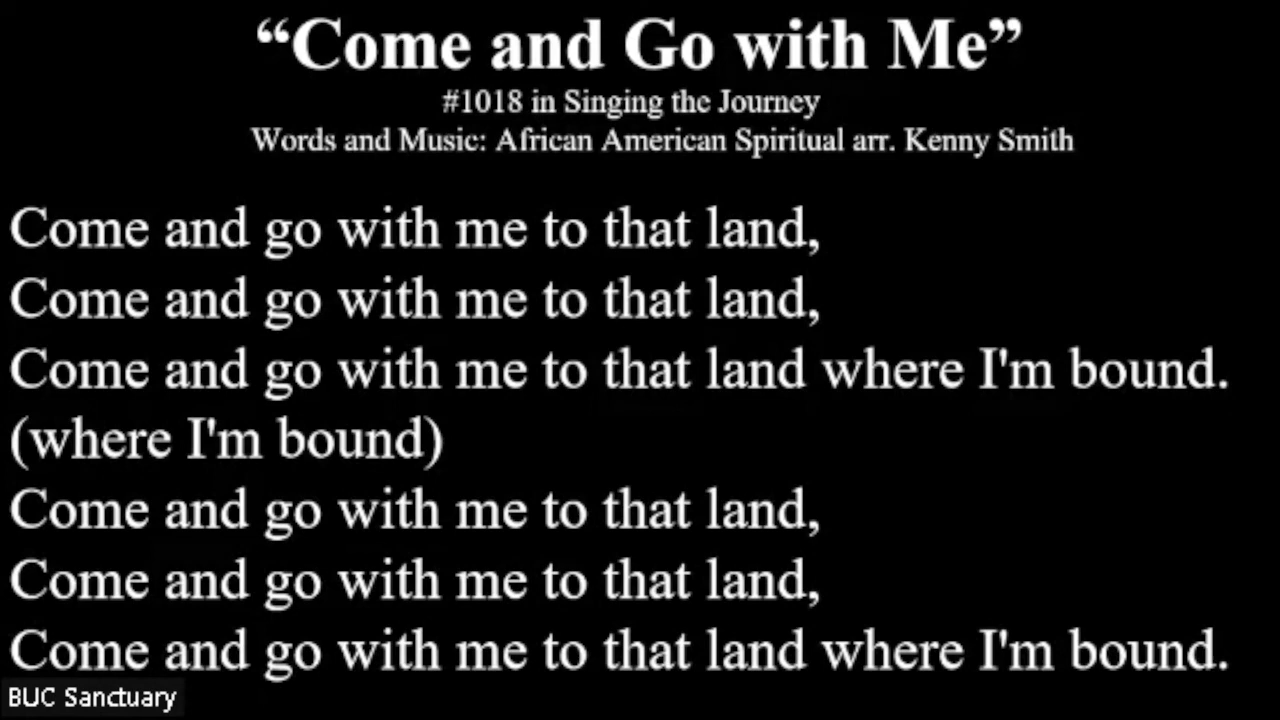 “Come and Go with Me”
#1018 in Singing the Journey
Words and Music: African American Spiritual arr. Kenny Smith
Come and go with me to that land,
Come and go with me to that land,
Come and go with me to that land where I'm bound.
(where I'm bound)
Come and go with me to that land,
Come and go with me to that land,
Come and go with me to that land where I'm bound.
BUC Sanctuary